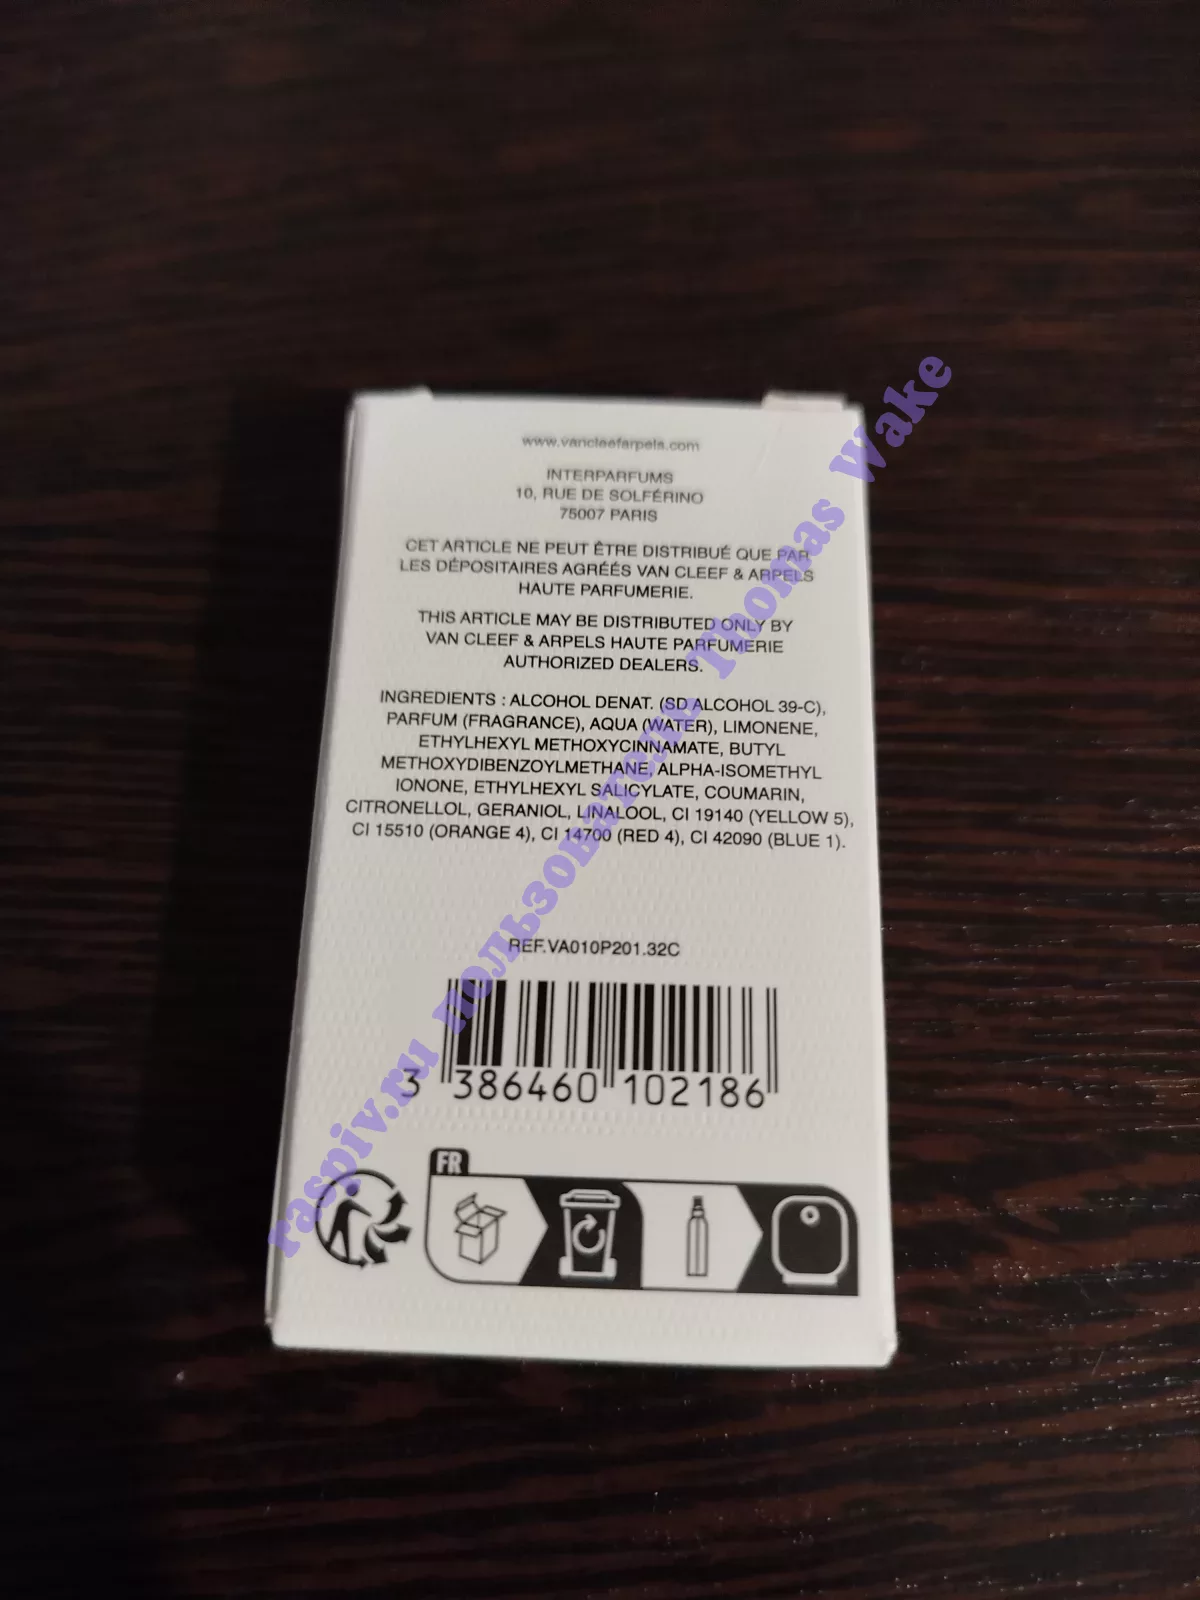 www.vancleefarpels.com
INTERPARFUMS
10, RUE DE SOLFÉRINO
75007 PARIS
CET ARTICLE NE PEUT ÊTRE DISTRIBUÉ QUE PAR
LES DÉPOSITAIRES AGRÉÉS VAN CLEEF & ARPELS
HAUTE PARFUMERIE.
THIS ARTICLE MAY BE DISTRIBUTED ONLY BY
VAN CLEEF & ARPELS HAUTE PARFUMERIE
AUTHORIZED DEALERS.
INGREDIENTS : ALCOHOL DENAT. (SD ALCOHOL 39-C),
PARFUM (FRAGRANCE), AQUA (WATER), LIMONENE,
ETHYLHEXYL METHOXYCINNAMATE, BUTYL
METHOXYDIBENZOYLMETHANE, ALPHA-ISOMETHYL
IONONE, ETHYLHEXYL SALICYLATE, COUMARIN,
CITRONELLOL, GERANIOL, LINALOOL, CI 19140 (YELLOW 5),
CI 15510 (ORANGE 4), CI 14700 (RED 4), CI 42090 (BLUE 1).
REF.VA010P201.32C
3 386460 102186
FR
raspiv.ru пользователь Thomas Wake